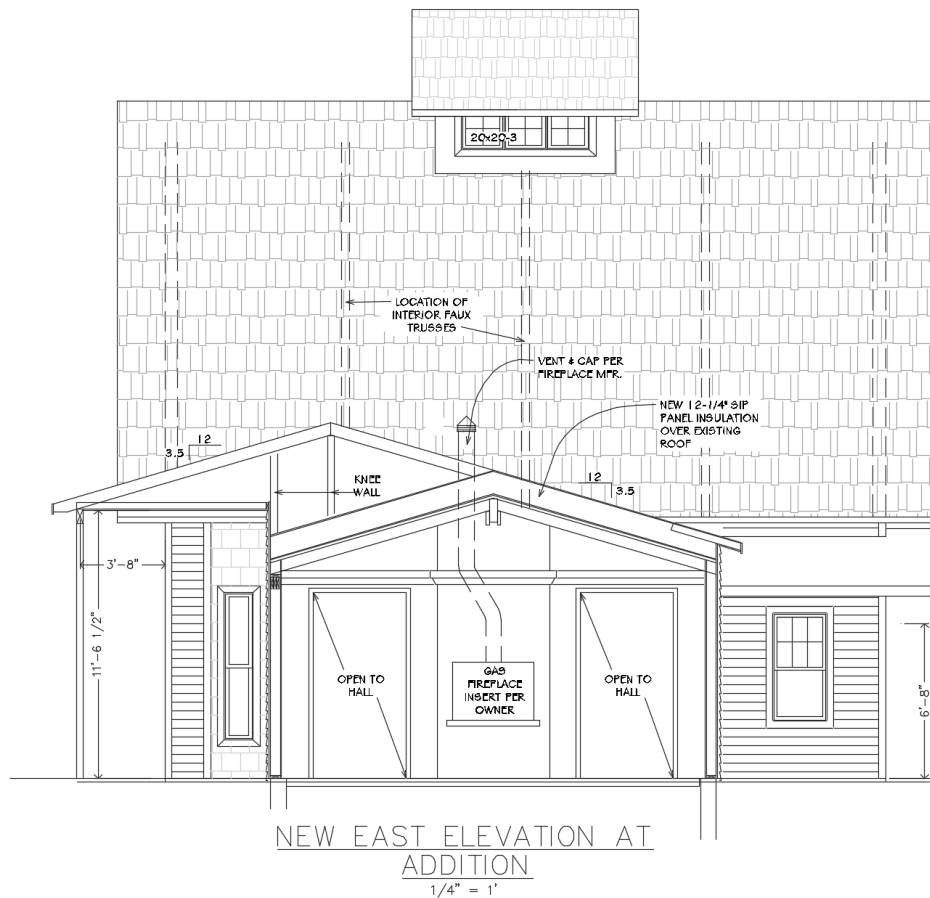 20x20-3
LOCATION OF
INTERIOR FAUX
TRUSSES
VENT & CAP PER
FIREPLACE MFR.
NEW 12-1/4" SIP
PANEL INSULATION
OVER EXISTING
ROOF
12
3.5
KNEE
WALL
12
3.5
3'-8"
11'-6 1/2"
OPEN TO
HALL
GAS
FIREPLACE
INSERT PER
OWNER
OPEN TO
HALL
6'-8"
NEW EAST ELEVATION AT
ADDITION
1/4" = 1'